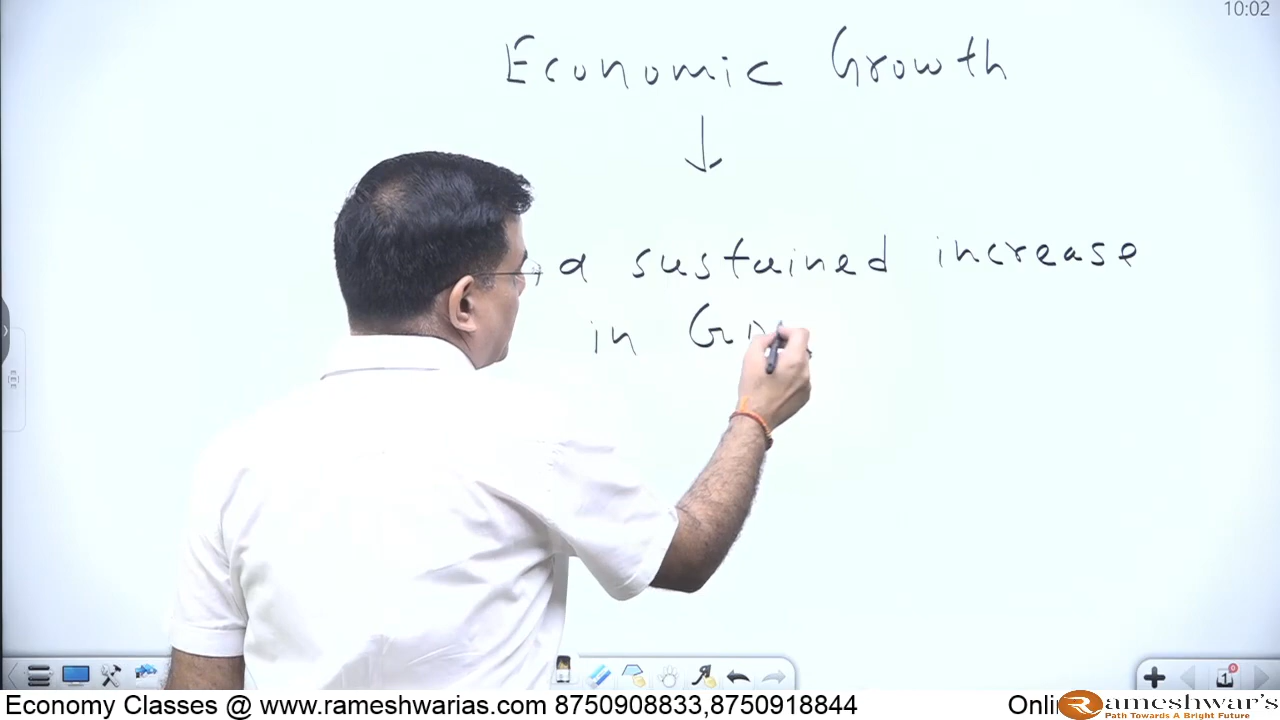 10:02
Economic Growth
a sustained increase
in
1
Economy Classes @ www.rameshwarias.com 8750908833,8750918844
Rameshwar's
Path Towards A Bright Future